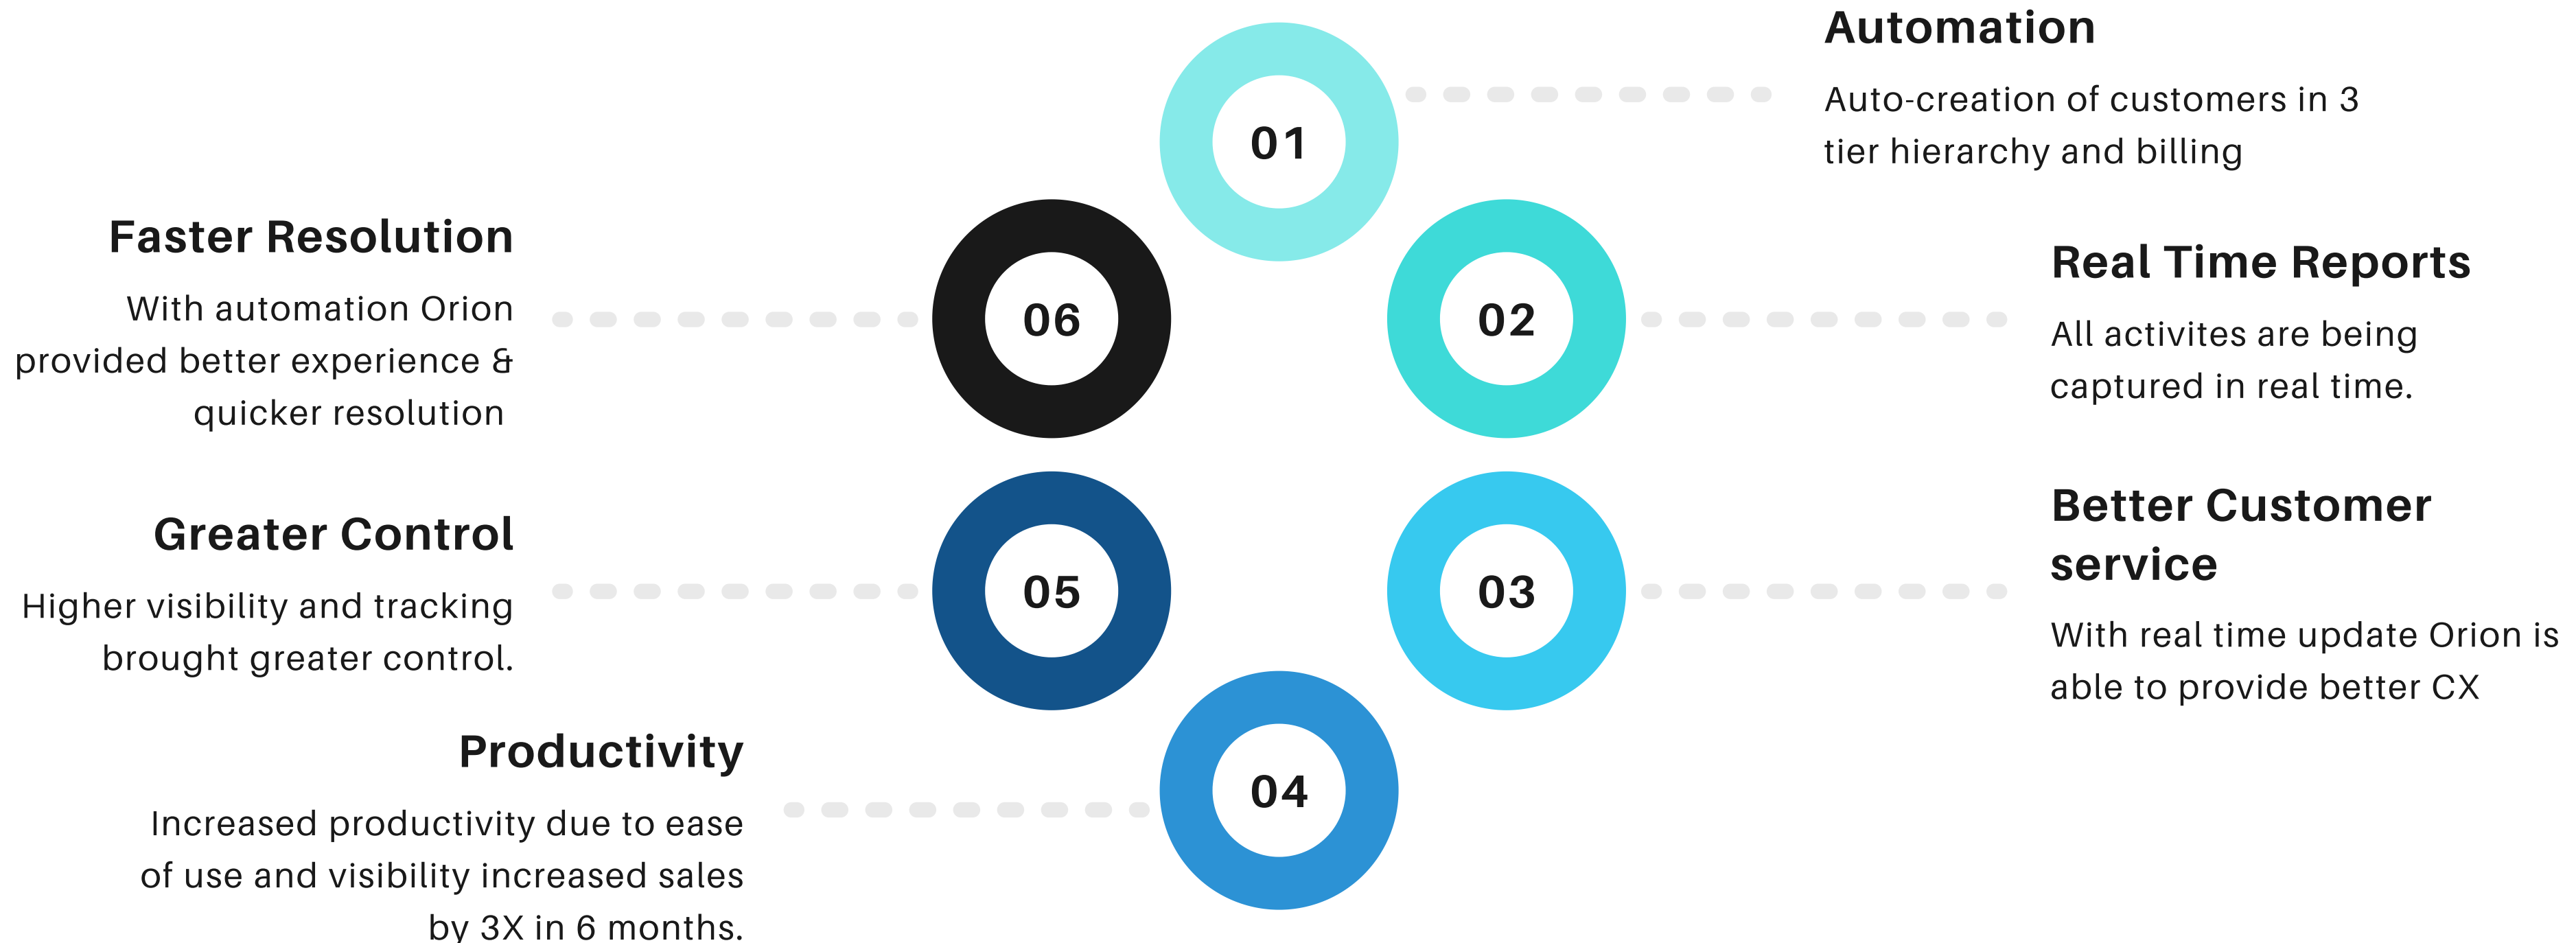 01
Automation
Auto-creation of customers in 3
tier hierarchy and billing
02
Real Time Reports
All activites are being
captured in real time.
03
Better Customer
service
With real time update Orion is
able to provide better CX
04
Productivity
Increased productivity due to ease
of use and visibility increased sales
by 3X in 6 months.
05
Greater Control
Higher visibility and tracking
brought greater control.
06
Faster Resolution
With automation Orion
provided better experience &
quicker resolution